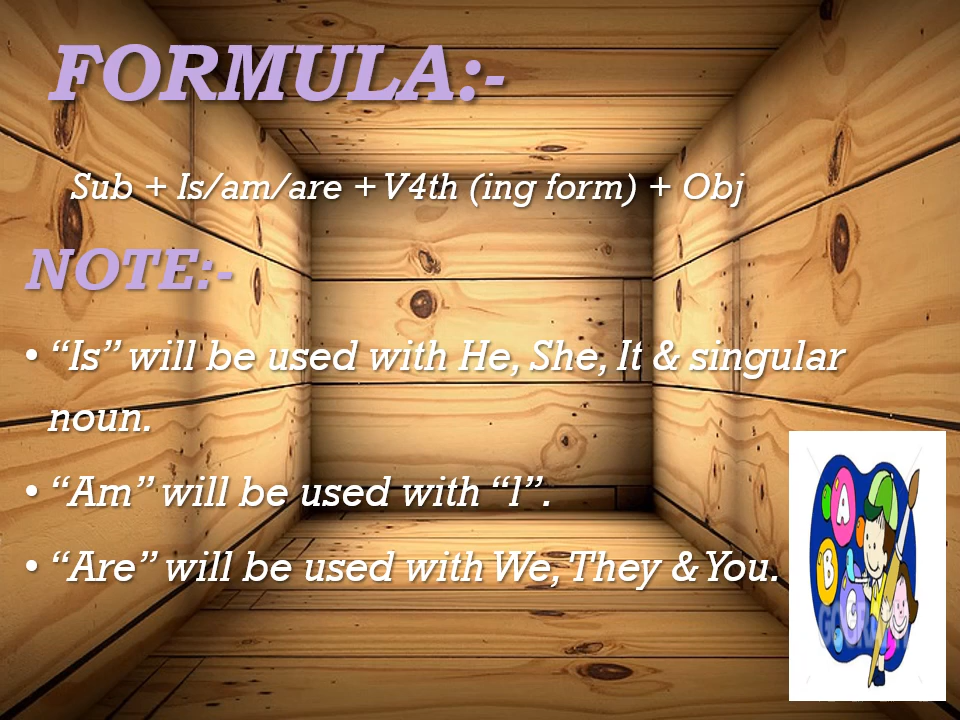 FORMULA:-
Sub + Is/am/are + V4th (ing form) + Obj
NOTE:-
• “Is” will be used with He, She, It & singular
noun.
• “Am” will be used with “l”.
• “Are” will be used with We, They & You.
A
B